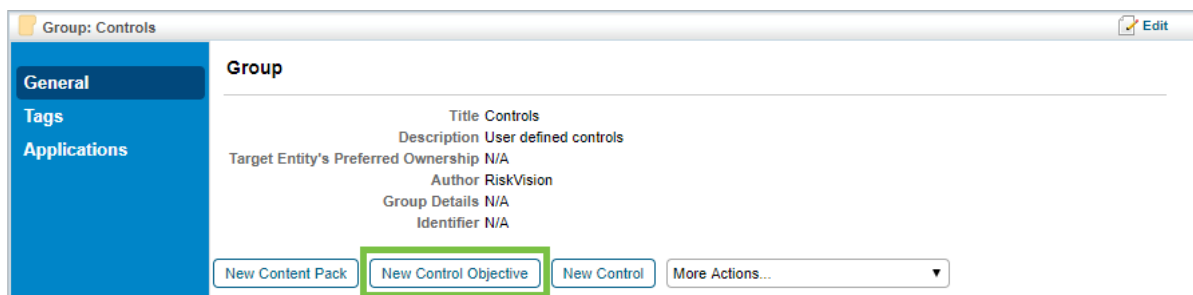 Group: Controls
Edit
General
Tags
Applications
Group
Title Controls
Description User defined controls
Target Entity's Preferred Ownership N/A
Author RiskVision
Group Details N/A
Identifier N/A
New Content Pack New Control Objective New Control More Actions...